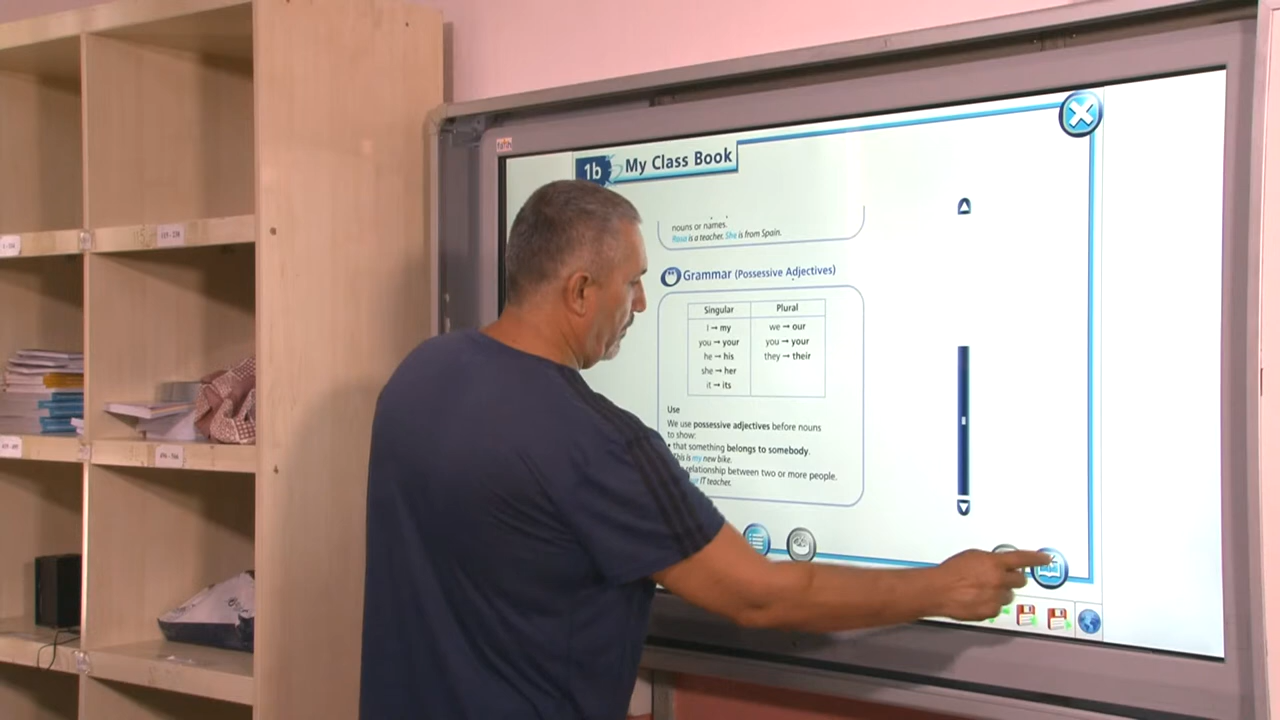 fatih
1b My Class Book
nouns or names.
Rosa is a teacher. She is from Spain.
Grammar (Possessive Adjectives)
Singular Plural
I → my we → our
you → your you → your
he → his they → their
she → her
it → its
Use
We use possessive adjectives before nouns
to show:
• that something belongs to somebody.
This is my new bike.
relationship between two or more people.
IT teacher.